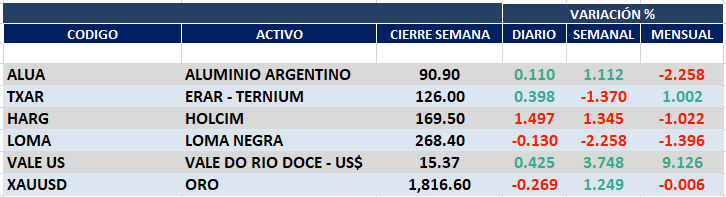 VARIACIÓN %
CODIGO ACTIVO CIERRE SEMANA DIARIO SEMANAL MENSUAL
ALUA ALUMINIO ARGENTINO 90.90 0.110 1.112 -2.258
TXAR ERAR - TERNIUM 126.00 0.398 -1.370 1.002
HARG HOLCIM 169.50 1.497 1.345 -1.022
LOMA LOMA NEGRA 268.40 -0.130 -2.258 -1.396
VALE US VALE DO RIO DOCE - US$ 15.37 0.425 3.748 9.126
XAUUSD ORO 1,816.60 -0.269 1.249 -0.006